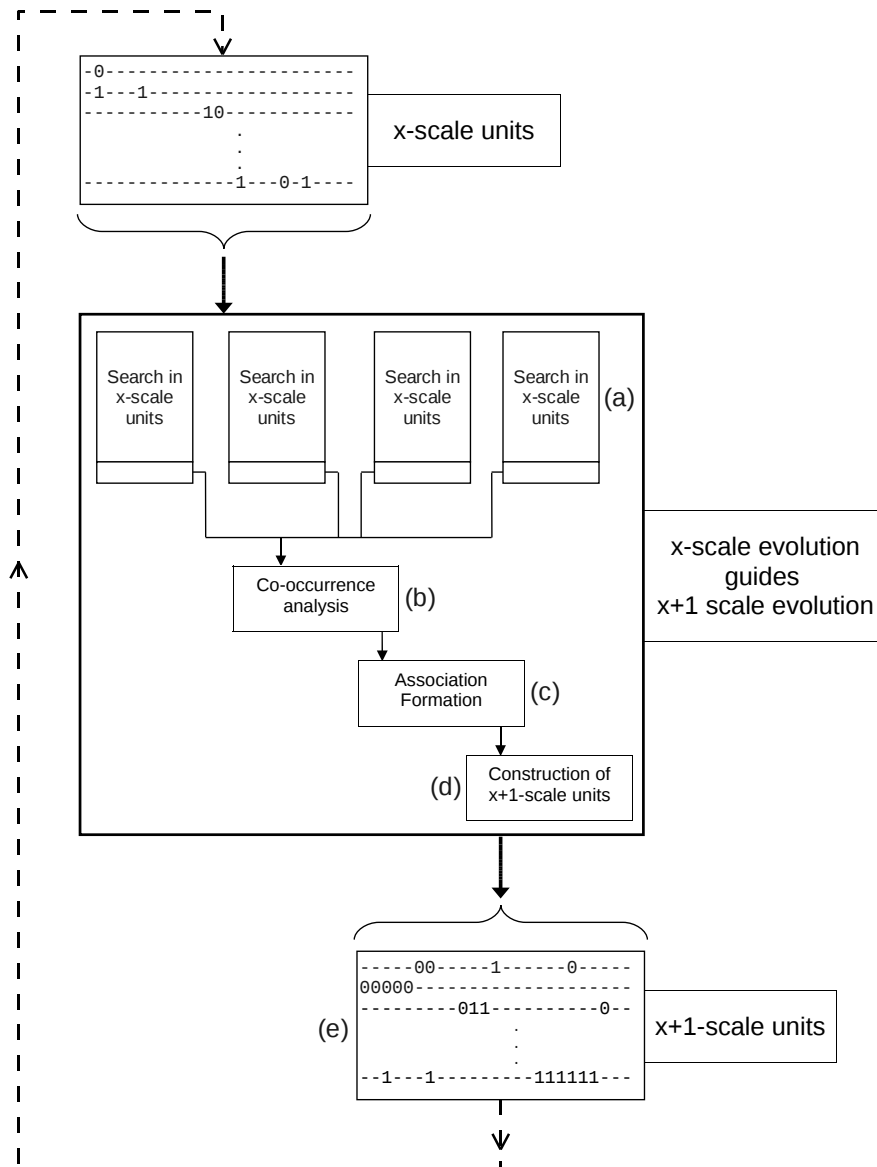 -0-----------------------
-1---1-------------------
-----------10------------
.
.
.
--------------1---0-1----
x-scale units
Search in
x-scale
units
Search in
x-scale
units
Search in
x-scale
units
Search in
x-scale
units
(a)
x-scale evolution
guides
x+1 scale evolution
Co-occurrence
analysis
(b)
Association
Formation
(c)
(d)
Construction of
x+1-scale units
-----00-----1------0-----
00000--------------------
---------011----------0--
.
.
.
--1---1---------111111---
(e)
x+1-scale units